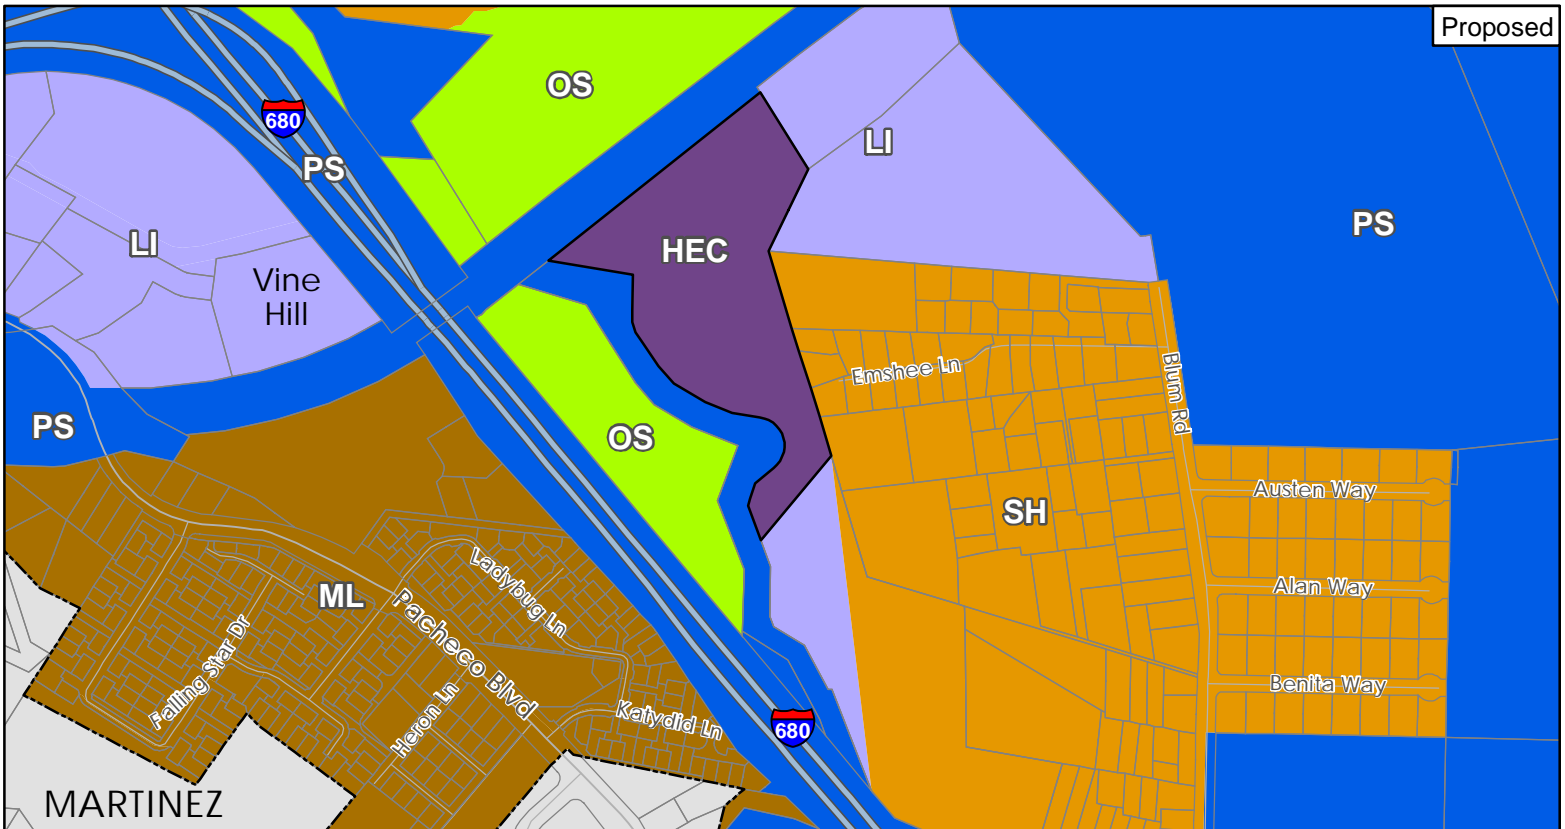 Proposed
OS
680
PS
LI
PS
HEC
LI
Vine
Hill
Emshee Ln
Blum Rd
PS
OS
Austen Way
SH
Ladybug Ln
Alan Way
ML
Pacheco Blvd
Falling Star Dr
Heron Ln
Benita Way
Katydid Ln
680
MARTINEZ